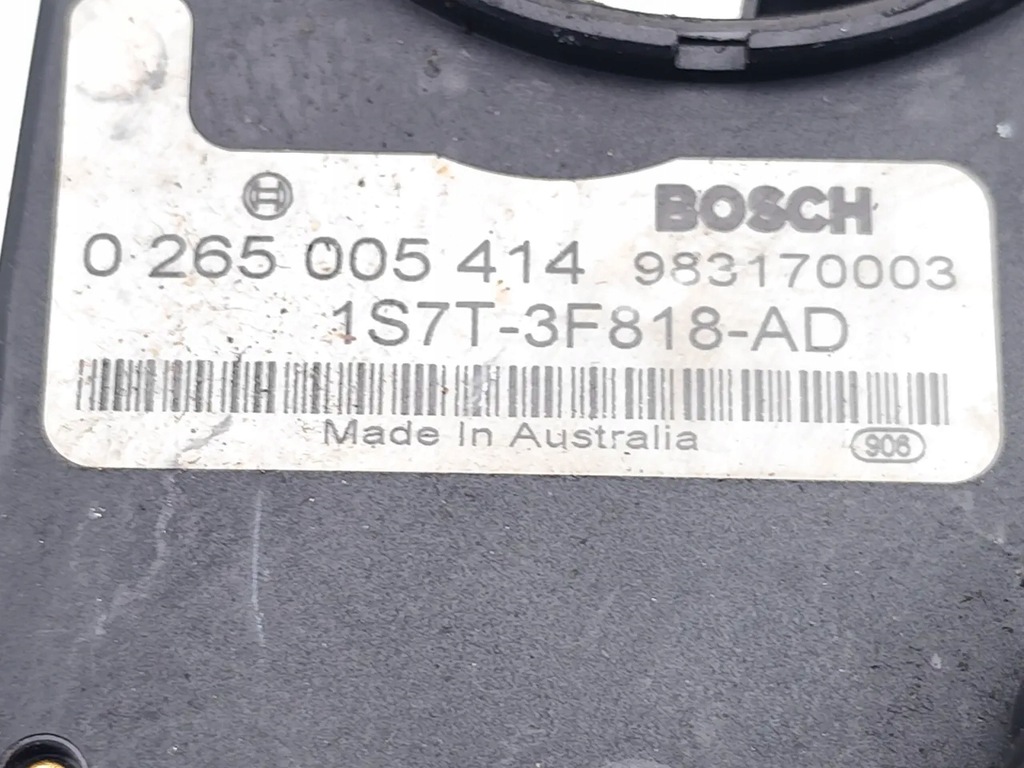 BOSCH
0 265 005 414 983170003
1S7T-3F818-AD
Made In Australia
906